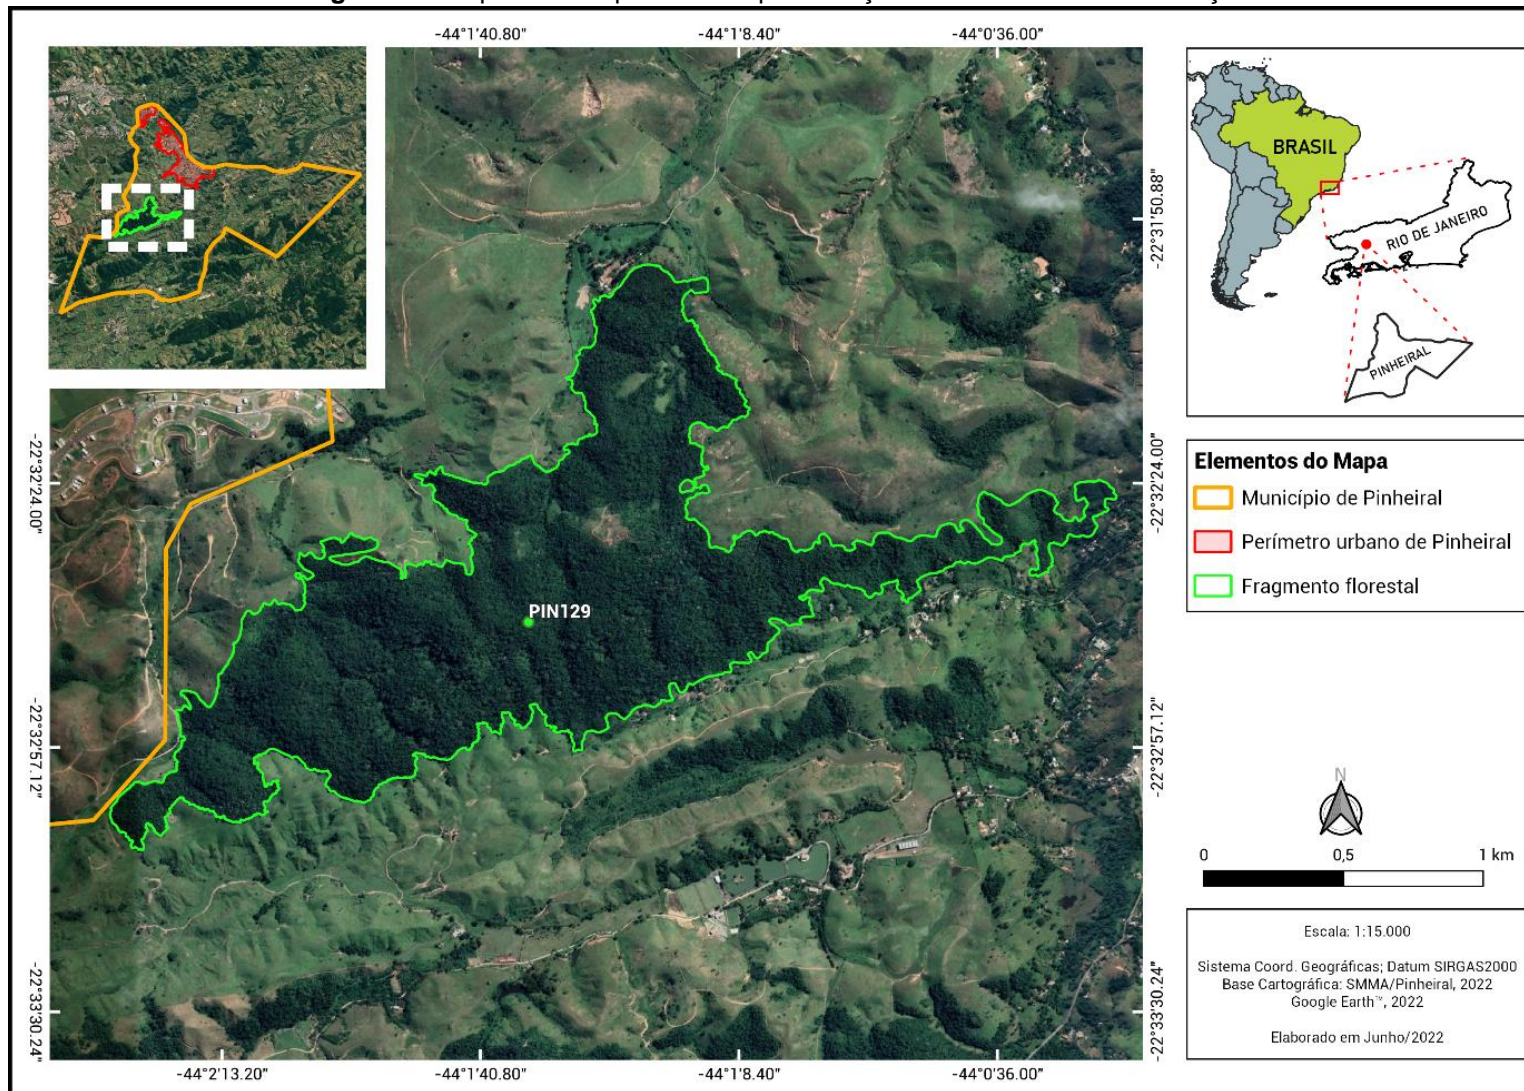 -44°1'40.80"
-44°1'8.40"
-44°0'36.00"
BRASIL
RIO DE JANEIRO
PINHEIRAL
-22°31'50.88"
-22°32'24.00"
-22°32'24.00"
Elementos do Mapa
Município de Pinheiral
Perímetro urbano de Pinheiral
Fragmento florestal
PIN129
-22°32'57.12"
-22°32'57.12"
N
0 0,5 1 km
Escala: 1:15.000
Sistema Coord. Geográficas; Datum SIRGAS2000
Base Cartográfica: SMMA/Pinheiral, 2022
Google Earth™, 2022
Elaborado em Junho/2022
-22°33'30.24"
-22°33'30.24"
-44°2'13.20"
-44°1'40.80"
-44°1'8.40"
-44°0'36.00"